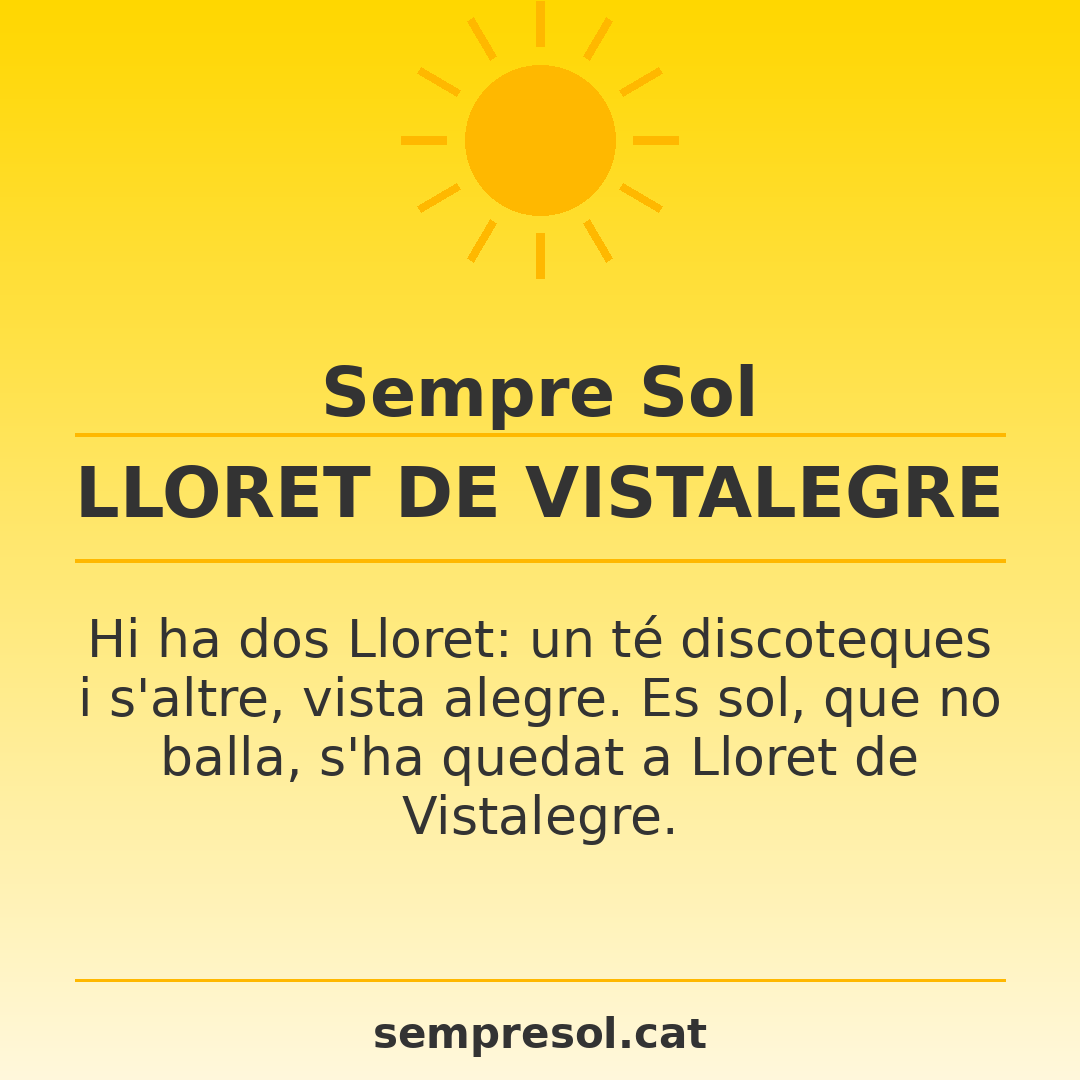 Sempre Sol
LLORET DE VISTALEGRE
Hi ha dos Lloret: un té discoteques
i s'altre, vista alegre. Es sol, que no
balla, s'ha quedat a Lloret de
Vistalegre.
sempresol.cat